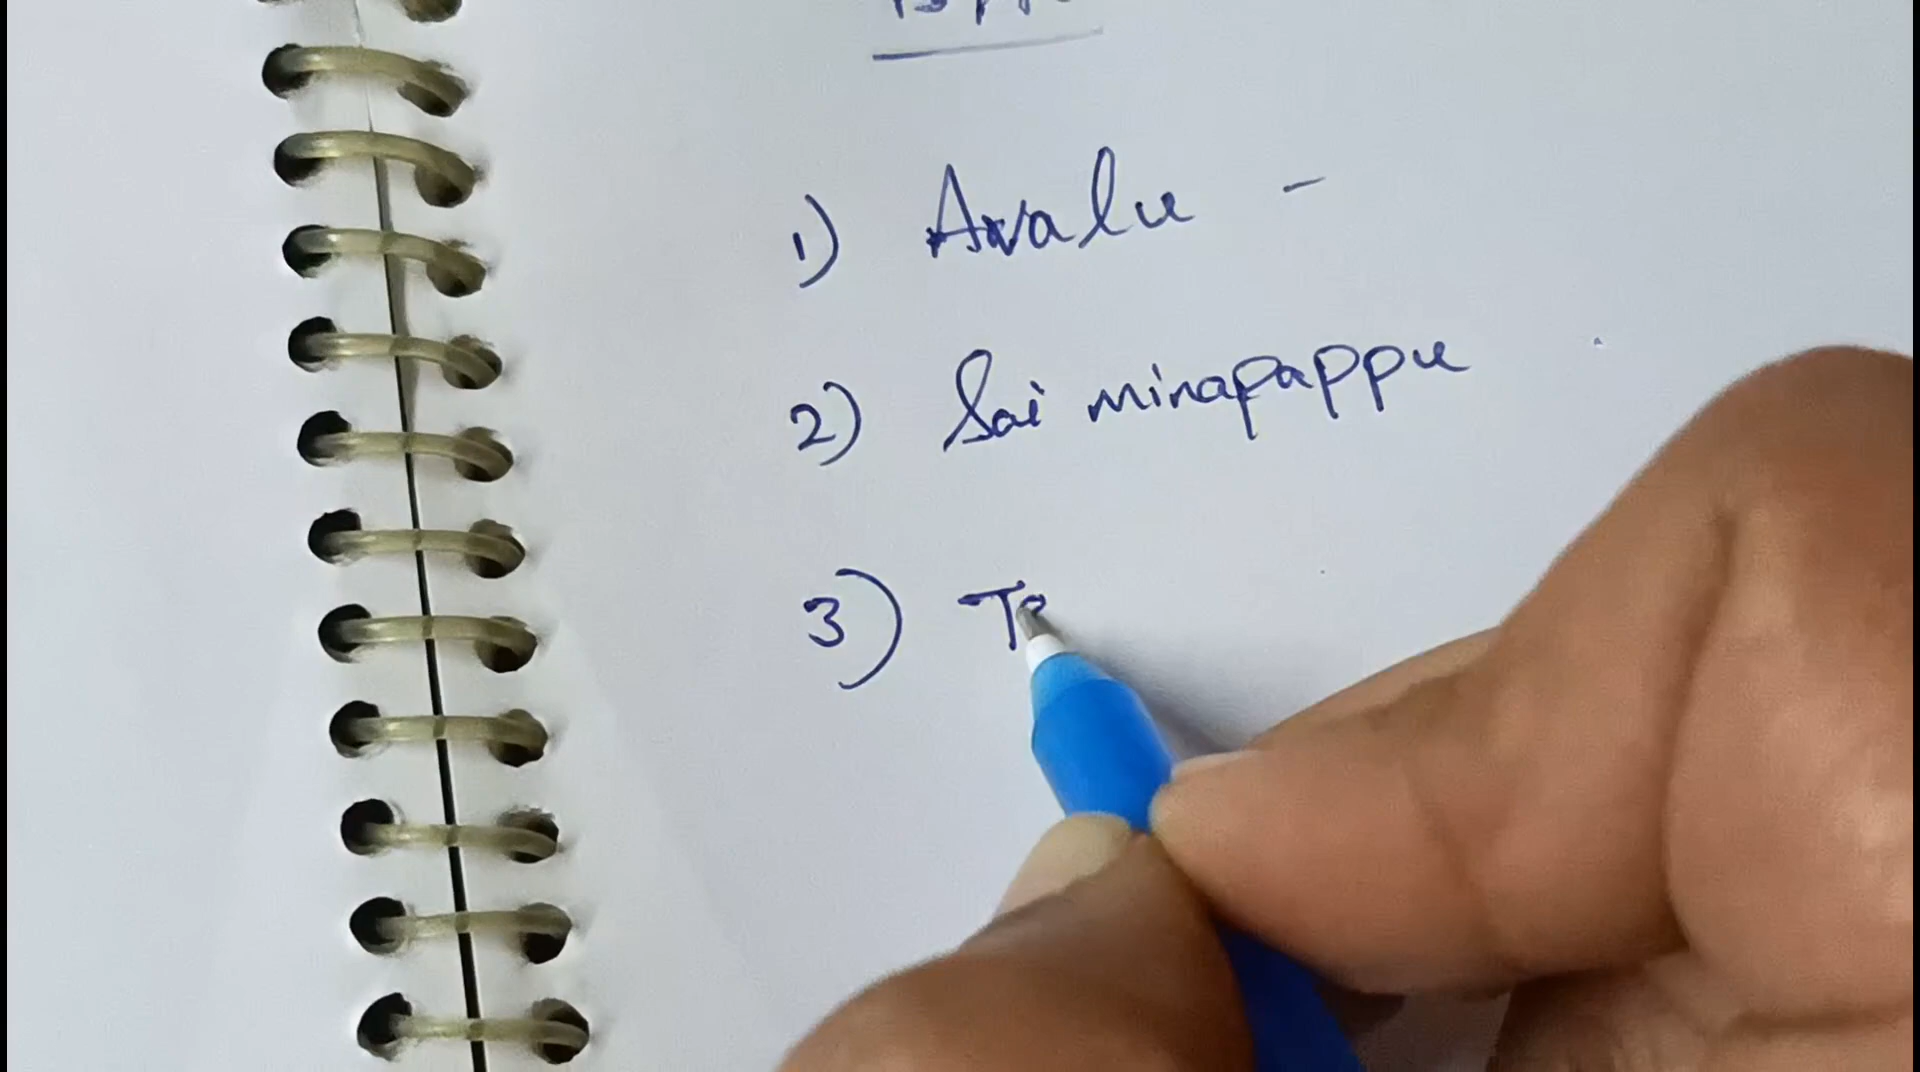 1) Avalu -
2) Sai minapappu
3) T